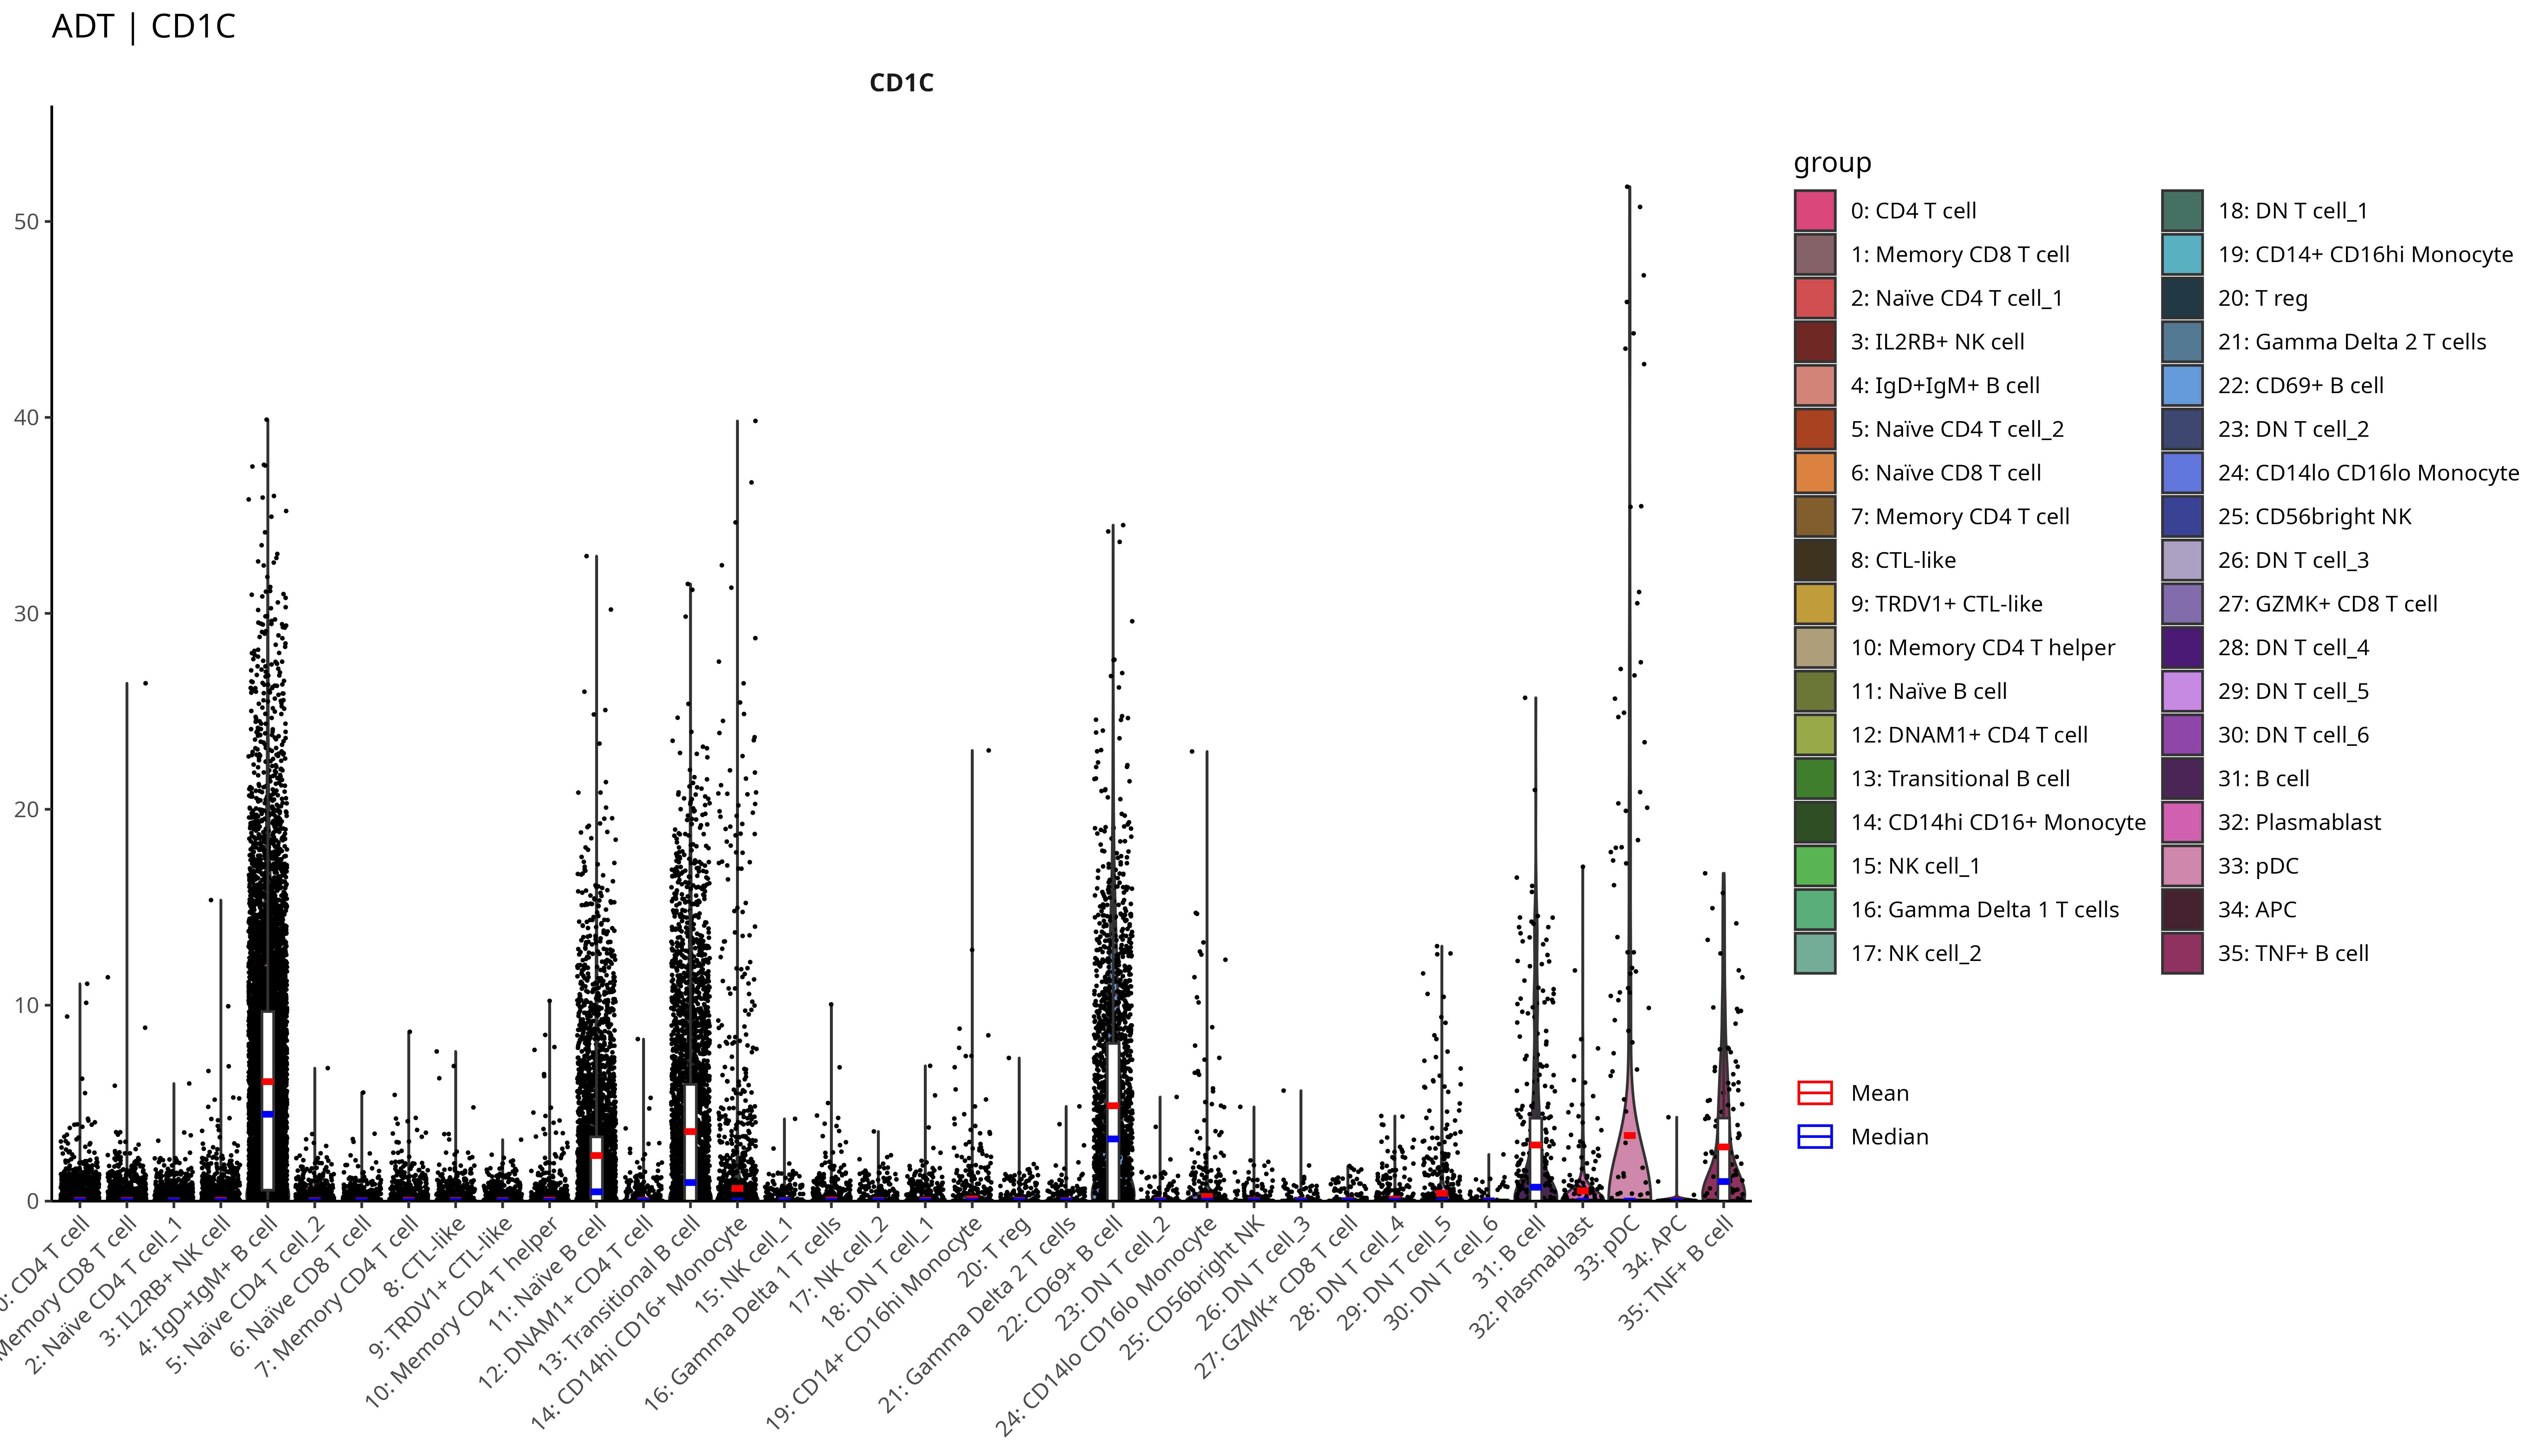 ADT | CD1C
CD1C
50
40
30
20
10
0
0: CD4 T cell
Memory CD8 T cell
2: Naïve CD4 T cell_1
3: IL2RB+ NK cell
4: IgD+IgM+ B cell
5: Naïve CD4 T cell_2
6: Naïve CD8 T cell
7: Memory CD4 T cell
8: CTL-like
9: TRDV1+ CTL-like
10: Memory CD4 T helper
11: Naïve B cell
12: DNAM1+ CD4 T cell
13: Transitional B cell
14: CD14hi CD16+ Monocyte
15: NK cell_1
16: Gamma Delta 1 T cells
17: NK cell_2
18: DN T cell_1
19: CD14+ CD16hi Monocyte
20: T reg
21: Gamma Delta 2 T cells
22: CD69+ B cell
23: DN T cell_2
24: CD14lo CD16lo Monocyte
25: CD56bright NK
26: DN T cell_3
27: GZMK+ CD8 T cell
28: DN T cell_4
29: DN T cell_5
30: DN T cell_6
31: B cell
32: Plasmablast
33: pDC
34: APC
35: TNF+ B cell
group
0: CD4 T cell
1: Memory CD8 T cell
2: Naïve CD4 T cell_1
3: IL2RB+ NK cell
4: IgD+IgM+ B cell
5: Naïve CD4 T cell_2
6: Naïve CD8 T cell
7: Memory CD4 T cell
8: CTL-like
9: TRDV1+ CTL-like
10: Memory CD4 T helper
11: Naïve B cell
12: DNAM1+ CD4 T cell
13: Transitional B cell
14: CD14hi CD16+ Monocyte
15: NK cell_1
16: Gamma Delta 1 T cells
17: NK cell_2
18: DN T cell_1
19: CD14+ CD16hi Monocyte
20: T reg
21: Gamma Delta 2 T cells
22: CD69+ B cell
23: DN T cell_2
24: CD14lo CD16lo Monocyte
25: CD56bright NK
26: DN T cell_3
27: GZMK+ CD8 T cell
28: DN T cell_4
29: DN T cell_5
30: DN T cell_6
31: B cell
32: Plasmablast
33: pDC
34: APC
35: TNF+ B cell
Mean
Median